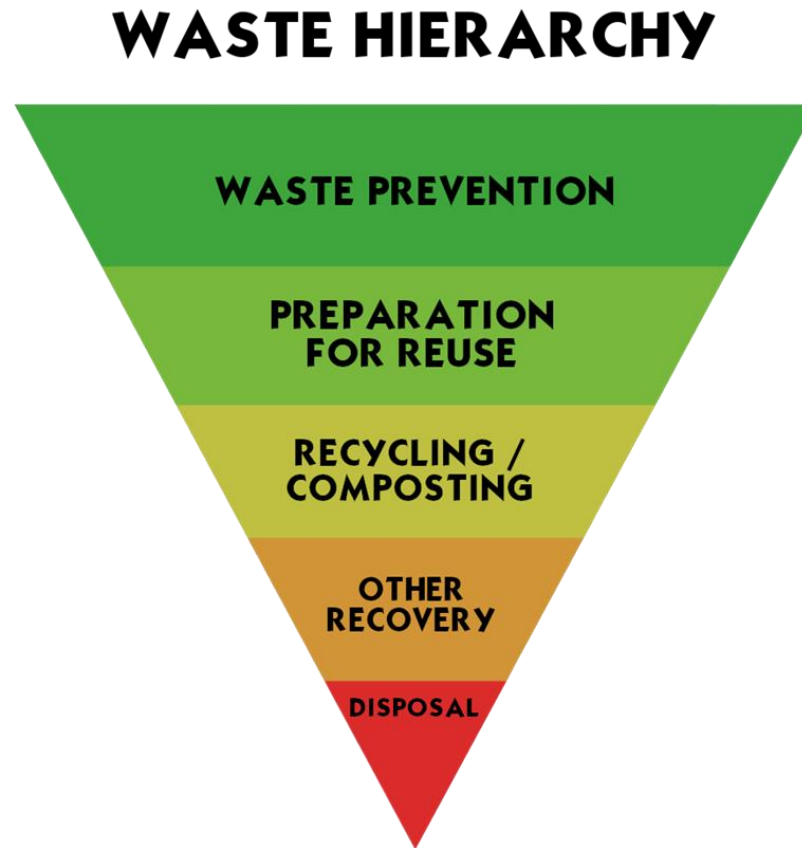 WASTE HIERARCHY
WASTE PREVENTION
PREPARATION
FOR REUSE
RECYCLING /
COMPOSTING
OTHER
RECOVERY
DISPOSAL